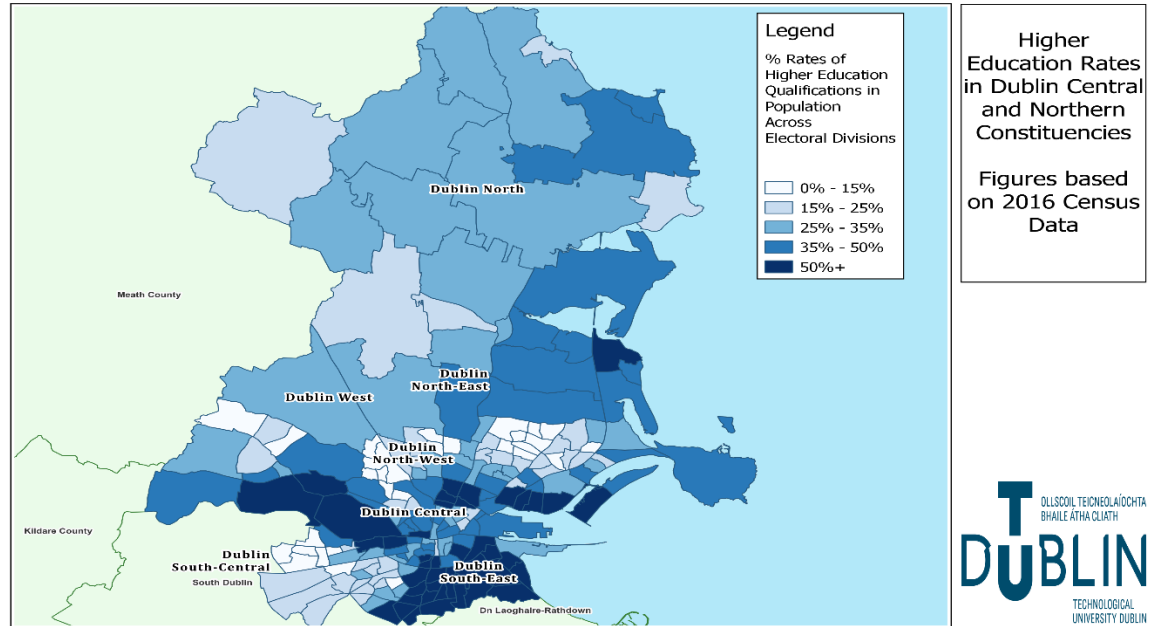 Legend
% Rates of
Higher Education
Qualifications in
Population
Across
Electoral Divisions
0% - 15%
15% - 25%
25% - 35%
35% - 50%
50%+
Higher
Education Rates
in Dublin Central
and Northern
Constituencies
Figures based
on 2016 Census
Data
Dublin North
Meath County
Dublin
North-East
Dublin West
Dublin
North-West
Dublin Central
Kildare County
Dublin
South-Central
South Dublin
Dublin
South-East
Dn Laoghaire-Rathdown
OLLSCOIL TEICNEOLAÍOCHTA
BHAILE ÁTHA CLIATH
TU
DUBLIN
TECHNOLOGICAL
UNIVERSITY DUBLIN